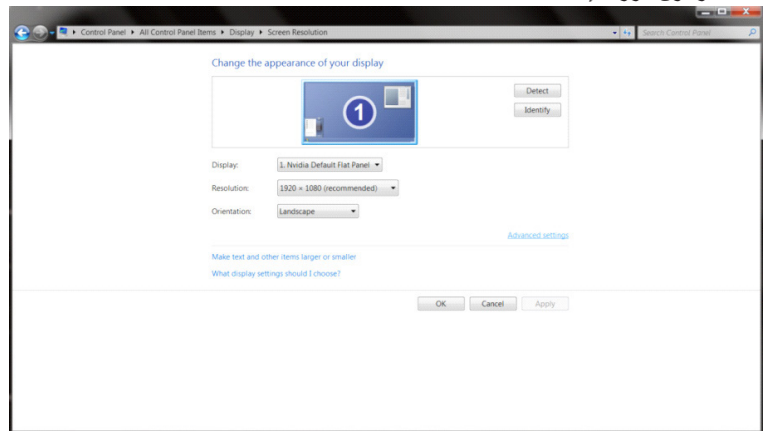 Control Panel ▸ All Control Panel Items ▸ Display ▸ Screen Resolution
Search Control Panel
Change the appearance of your display
1
Detect
Identify
Display: 1. Nvidia Default Flat Panel
Resolution: 1920 × 1080 (recommended)
Orientation: Landscape
Advanced settings
Make text and other items larger or smaller
What display settings should I choose?
OK Cancel Apply